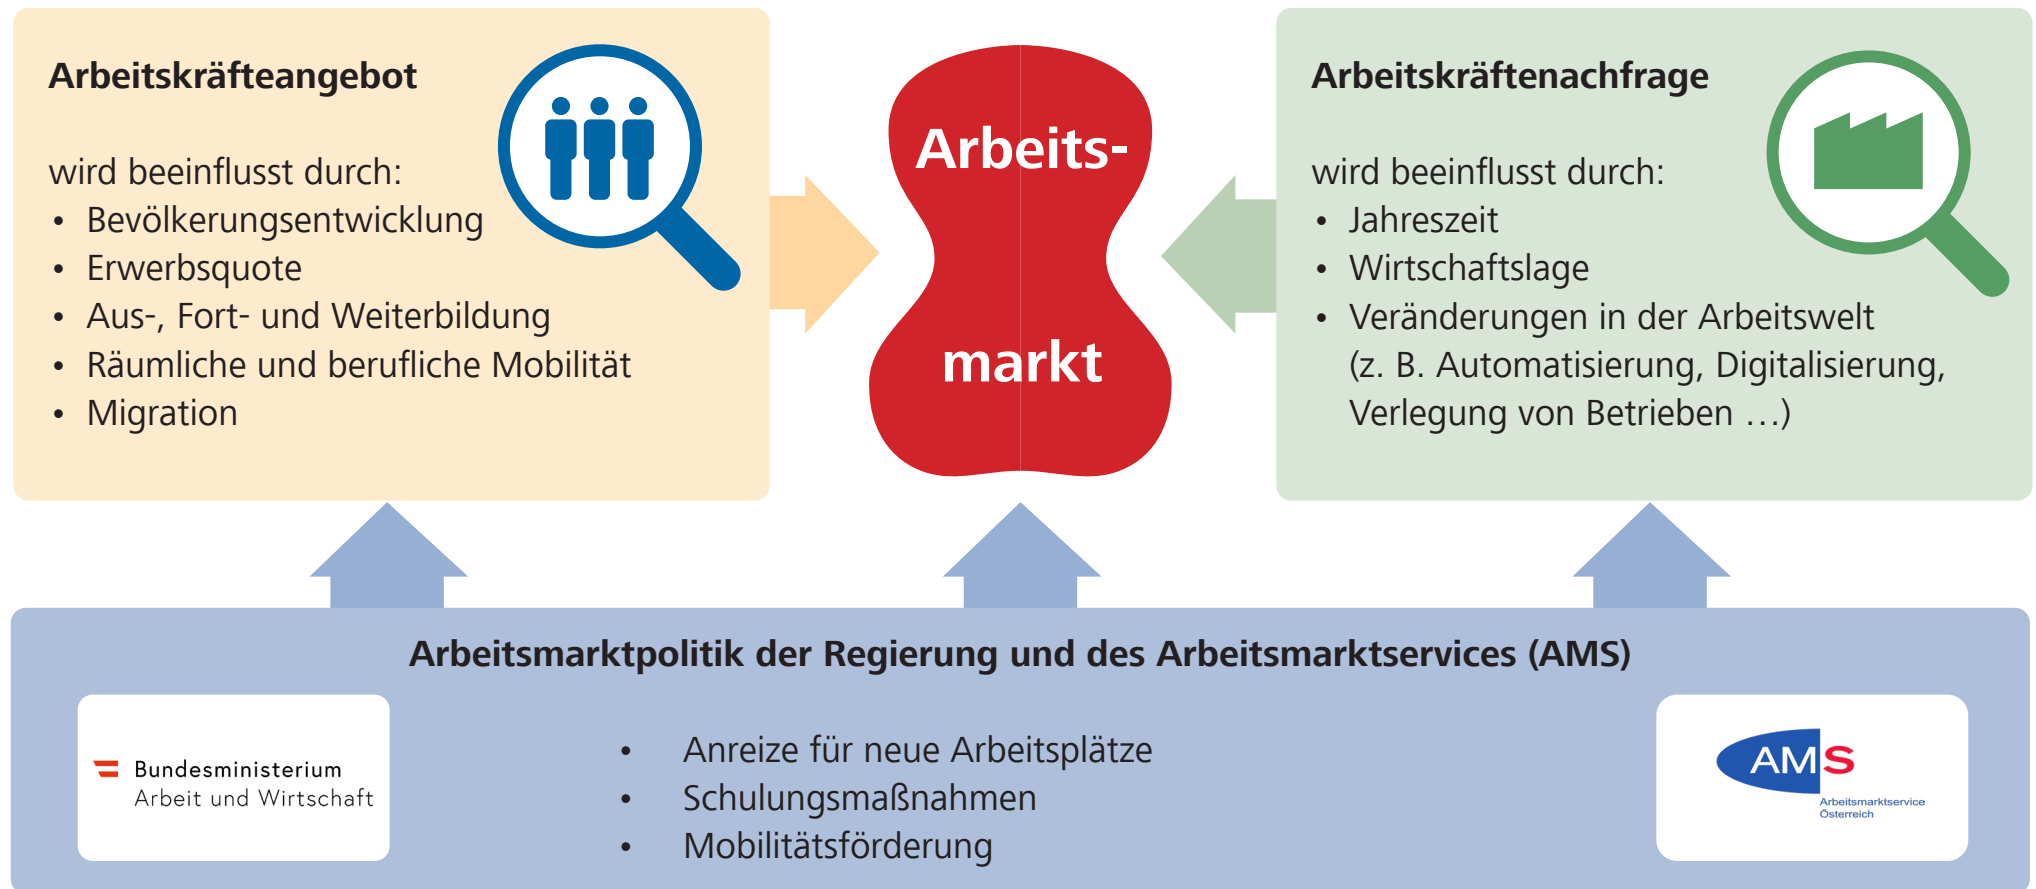 Arbeitskräfteangebot
wird beeinflusst durch:
• Bevölkerungsentwicklung
• Erwerbsquote
• Aus-, Fort- und Weiterbildung
• Räumliche und berufliche Mobilität
• Migration
Arbeits-
markt
Arbeitskräftenachfrage
wird beeinflusst durch:
• Jahreszeit
• Wirtschaftslage
• Veränderungen in der Arbeitswelt
(z. B. Automatisierung, Digitalisierung,
Verlegung von Betrieben …)
Arbeitsmarktpolitik der Regierung und des Arbeitsmarktservices (AMS)
Bundesministerium
Arbeit und Wirtschaft
• Anreize für neue Arbeitsplätze
• Schulungsmaßnahmen
• Mobilitätsförderung
AMS
Arbeitsmarktservice
Österreich